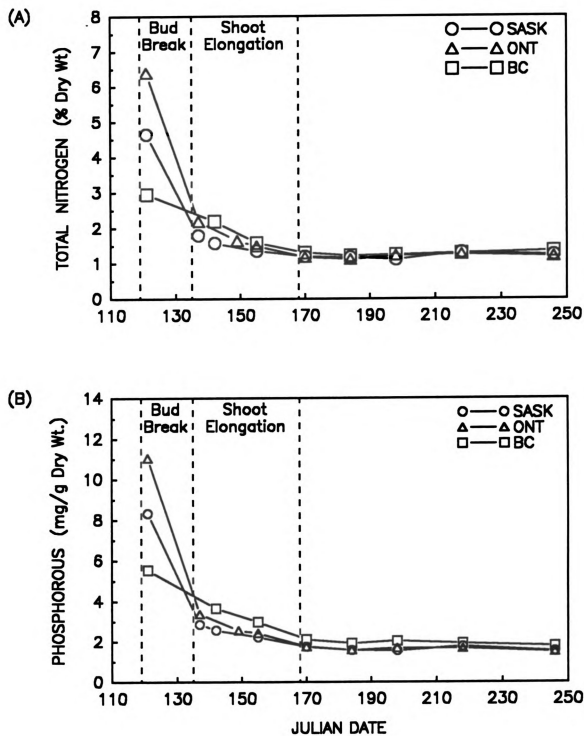 (A)
8
7
6
5
4
3
2
1
0
TOTAL NITROGEN (% Dry Wt)
Bud
Break
Shoot
Elongation
SASK
ONT
BC
110 130 150 170 190 210 230 250
(B)
14
12
10
8
6
4
2
0
PHOSPHOROUS (mg/g Dry Wt.)
Bud
Break
Shoot
Elongation
SASK
ONT
BC
110 130 150 170 190 210 230 250
JULIAN DATE